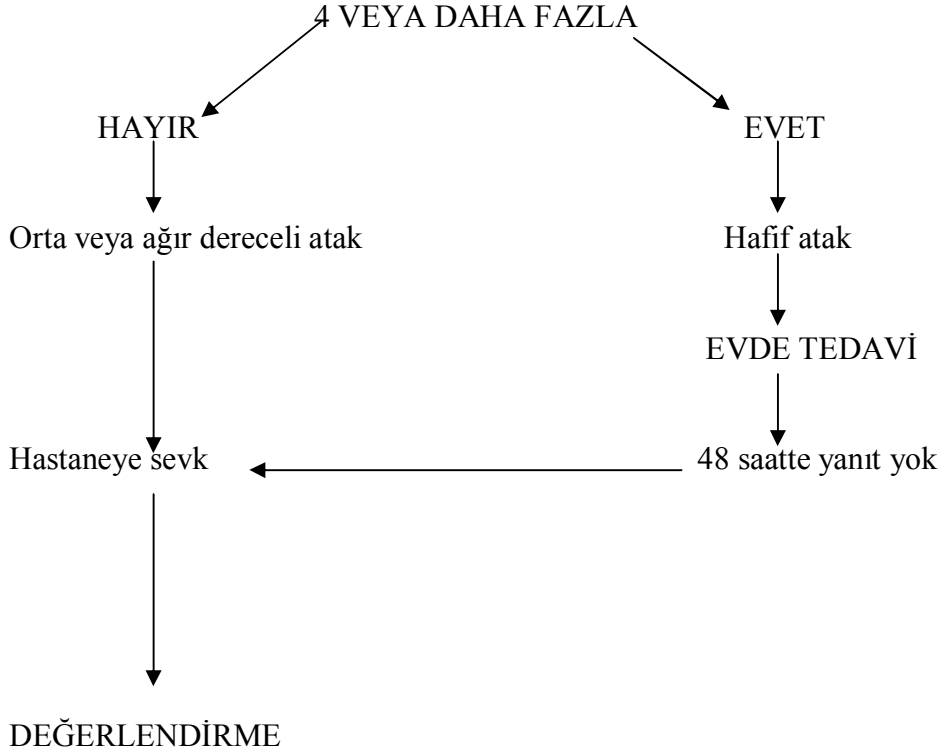 4 VEYA DAHA FAZLA
HAYIR
EVET
Orta veya ağır dereceli atak
Hafif atak
EVDE TEDAVİ
Hastaneye sevk
48 saatte yanıt yok
DEĞERLENDİRME